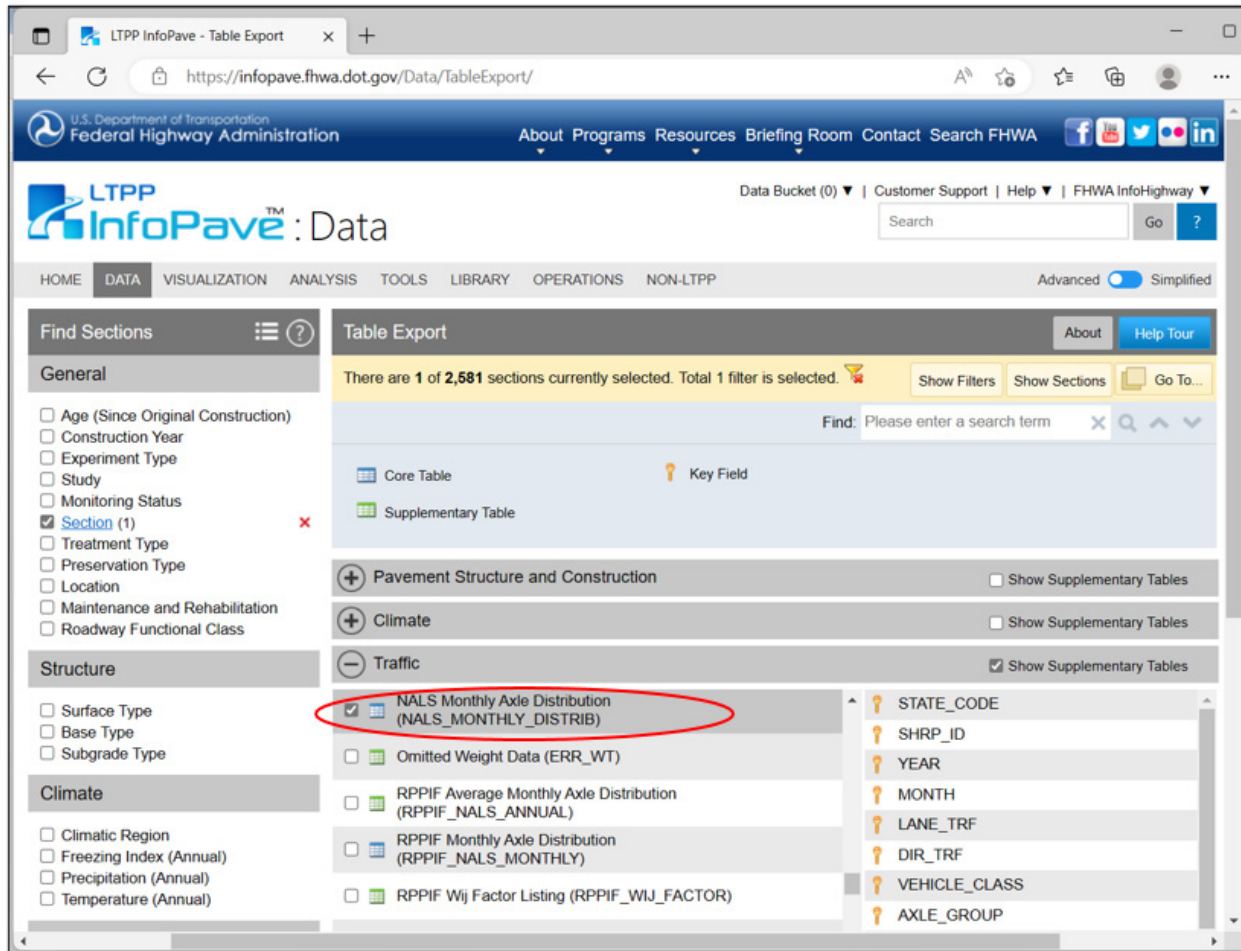 LTPP InfoPave - Table Export
https://infopave.fhwa.dot.gov/Data/TableExport/
U.S. Department of Transportation
Federal Highway Administration
About Programs Resources Briefing Room Contact Search FHWA
f You Tube in
LTPP
InfoPave™: Data
Data Bucket (0) ▼ | Customer Support | Help ▼ | FHWA InfoHighway ▼
Search Go ?
HOME DATA VISUALIZATION ANALYSIS TOOLS LIBRARY OPERATIONS NON-LTPP Advanced Simplified
Find Sections ?
General
Age (Since Original Construction)
Construction Year
Experiment Type
Study
Monitoring Status
Section (1)
Treatment Type
Preservation Type
Location
Maintenance and Rehabilitation
Roadway Functional Class
Structure
Surface Type
Base Type
Subgrade Type
Climate
Climatic Region
Freezing Index (Annual)
Precipitation (Annual)
Temperature (Annual)
Table Export About Help Tour
There are 1 of 2,581 sections currently selected. Total 1 filter is selected. Show Filters Show Sections Go To...
Find: Please enter a search term
Core Table Key Field
Supplementary Table
Pavement Structure and Construction Show Supplementary Tables
Climate Show Supplementary Tables
Traffic Show Supplementary Tables
NALS Monthly Axle Distribution
(NALS_MONTHLY_DISTRIB)
Omitted Weight Data (ERR_WT)
RPPIF Average Monthly Axle Distribution
(RPPIF_NALS_ANNUAL)
RPPIF Monthly Axle Distribution
(RPPIF_NALS_MONTHLY)
RPPIF Wij Factor Listing (RPPIF_WIJ_FACTOR)
STATE_CODE
SHRP_ID
YEAR
MONTH
LANE_TRF
DIR_TRF
VEHICLE_CLASS
AXLE_GROUP